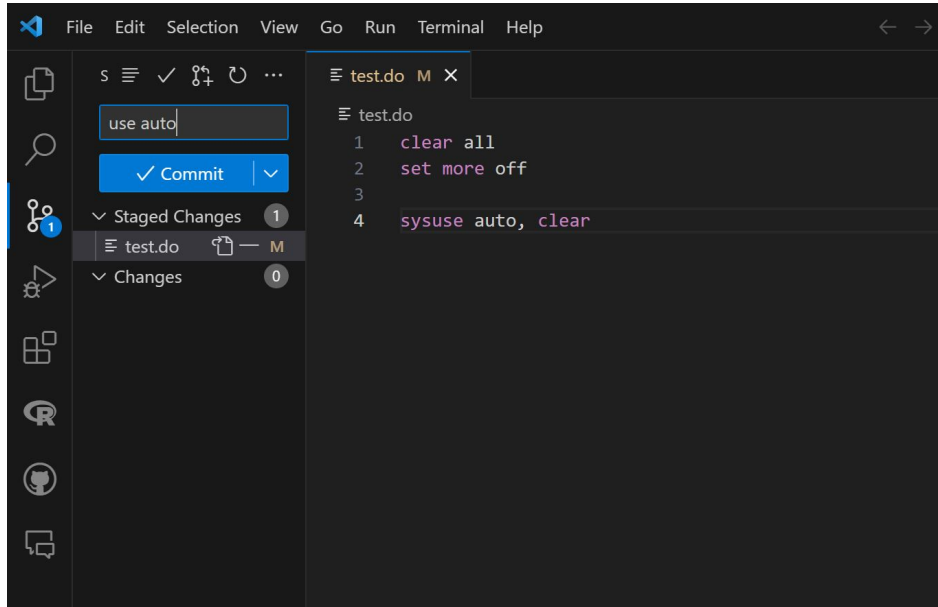 File Edit Selection View Go Run Terminal Help
S
use auto
Commit
Staged Changes 1
test.do M
Changes 0
1
test.do M
test.do
1 clear all
2 set more off
3
4 sysuse auto, clear
R